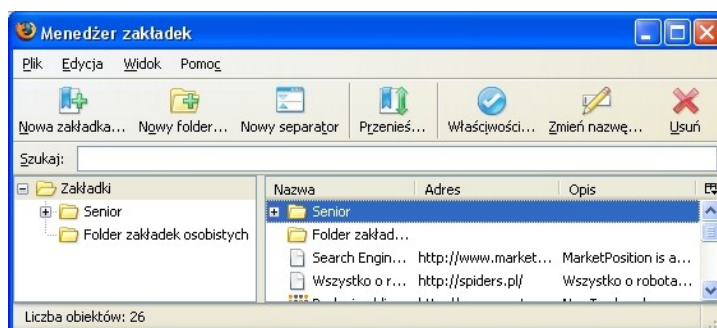 Menedżer zakładek
Plik Edycja Widok Pomoc
Nowa zakładka... Nowy folder... Nowy separator Przenieś... Właściwości... Zmień nazwę... Usuń
Szukaj:
Zakładki
Senior
Folder zakładek osobistych
Nazwa Adres Opis
Senior
Folder zakład...
Search Engin... http://www.market... MarketPosition is a...
Wszystko o r... http://spiders.pl/ Wszystko o robota...
Liczba obiektów: 26